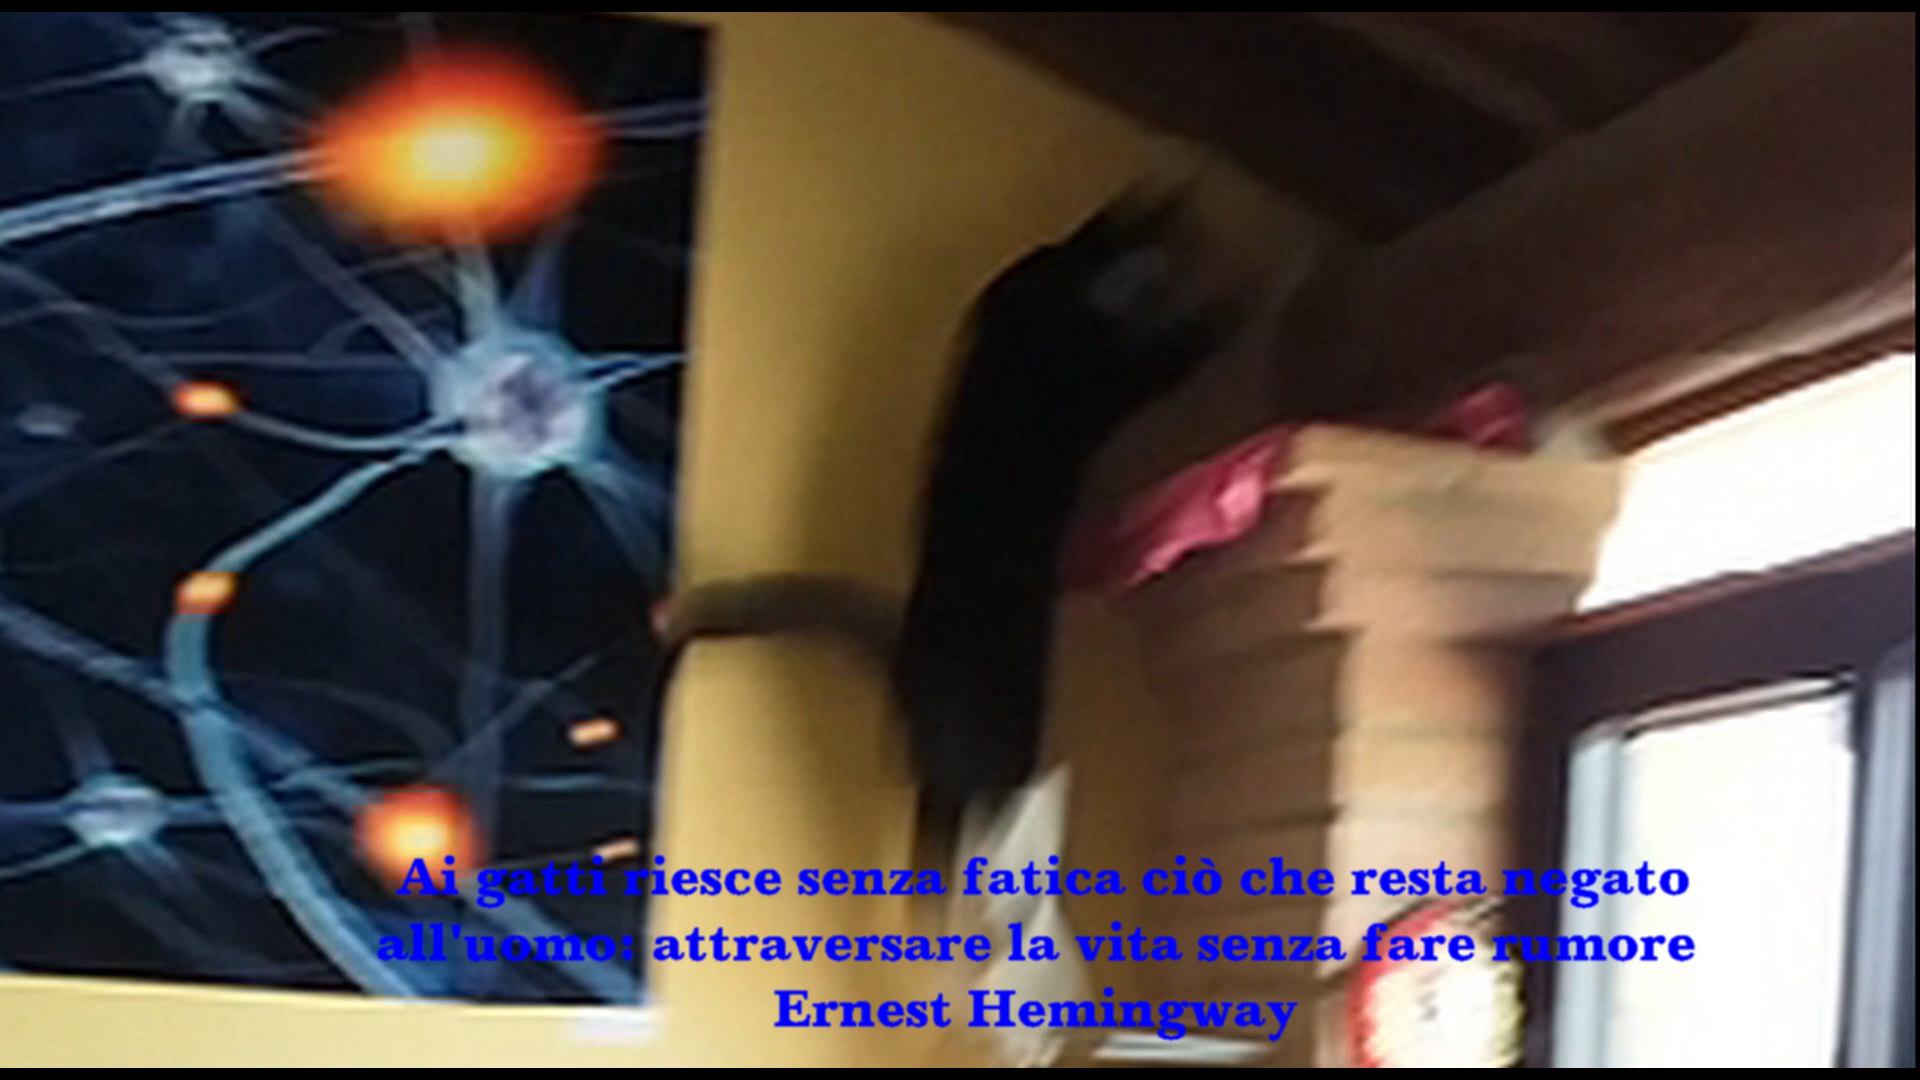 Ai gatti riesce senza fatica ciò che resta negato
all'uomo: attraversare la vita senza fare rumore
Ernest Hemingway